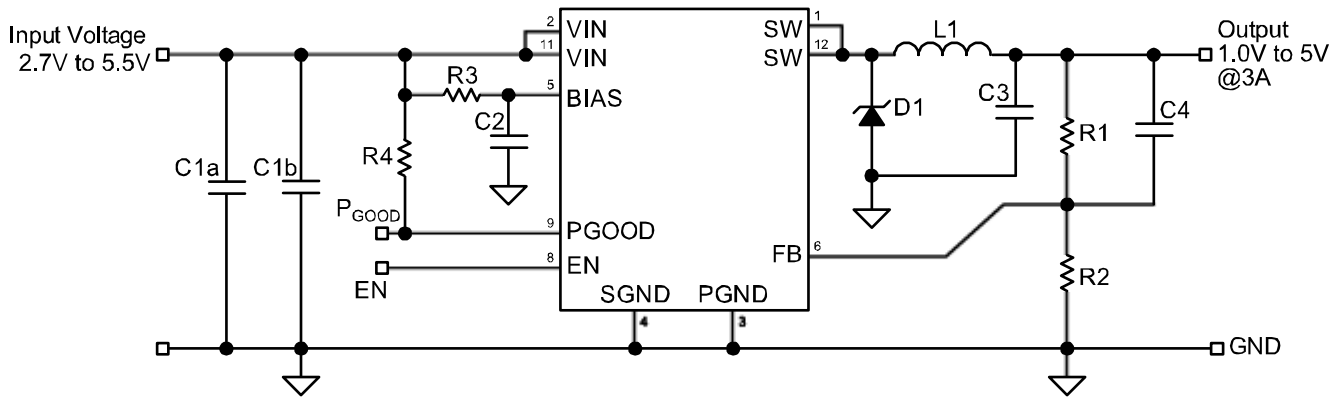 Input Voltage
2.7V to 5.5V
2
VIN
11
VIN
1
SW
12
SW
L1
Output
1.0V to 5V
@3A
R3
5
BIAS
C2
R4
C1a
C1b
D1
C3
R1
C4
PGOOD
9
PGOOD
8
EN
EN
6
FB
R2
SGND
PGND
4
3
GND